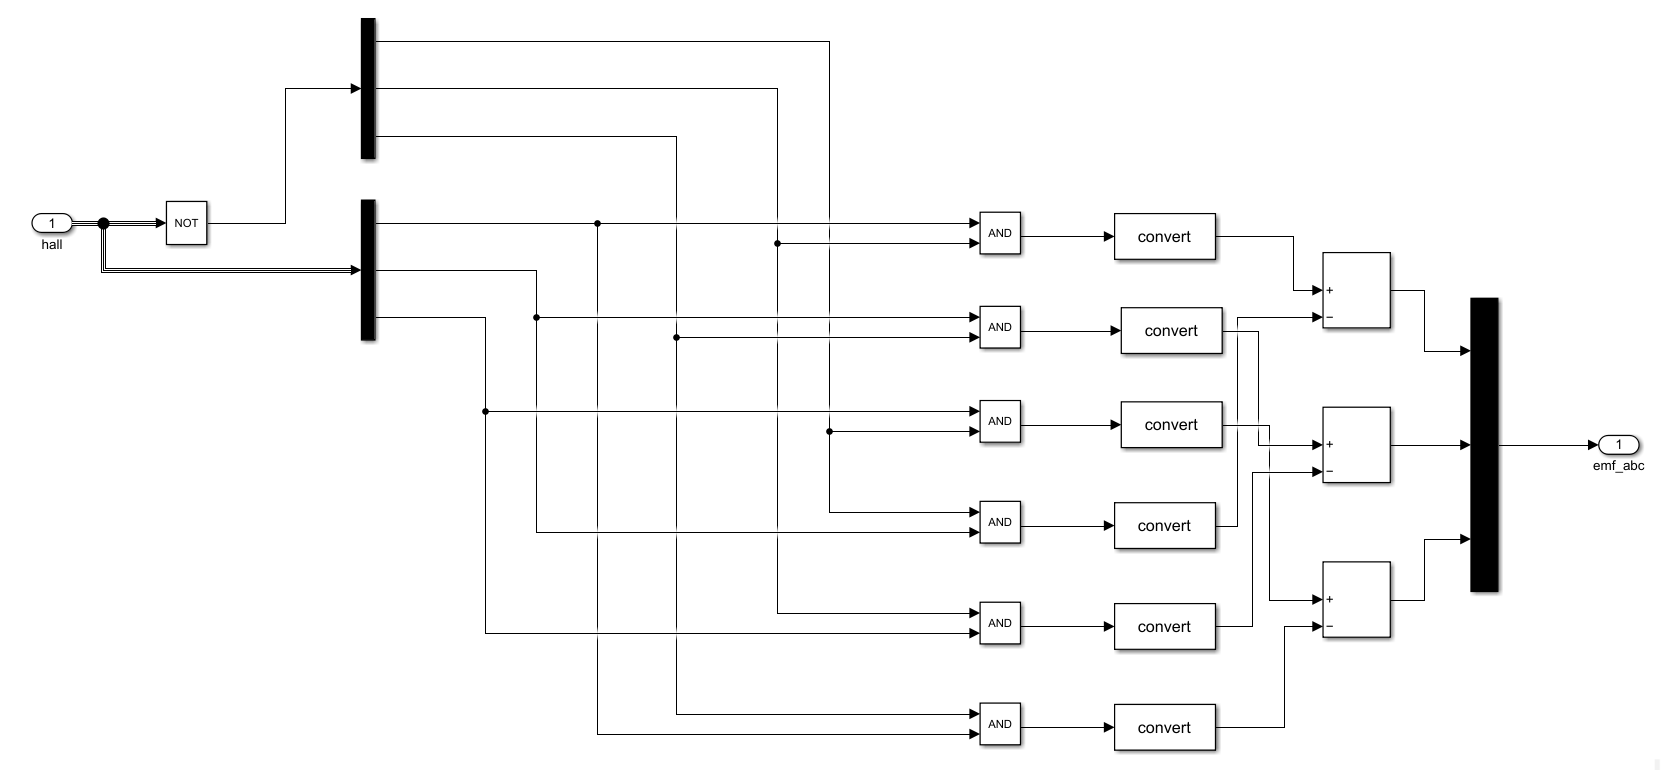 1
hall
NOT
AND
convert
AND
convert
AND
convert
AND
convert
AND
convert
AND
convert
+
−
+
−
+
−
1
emf_abc